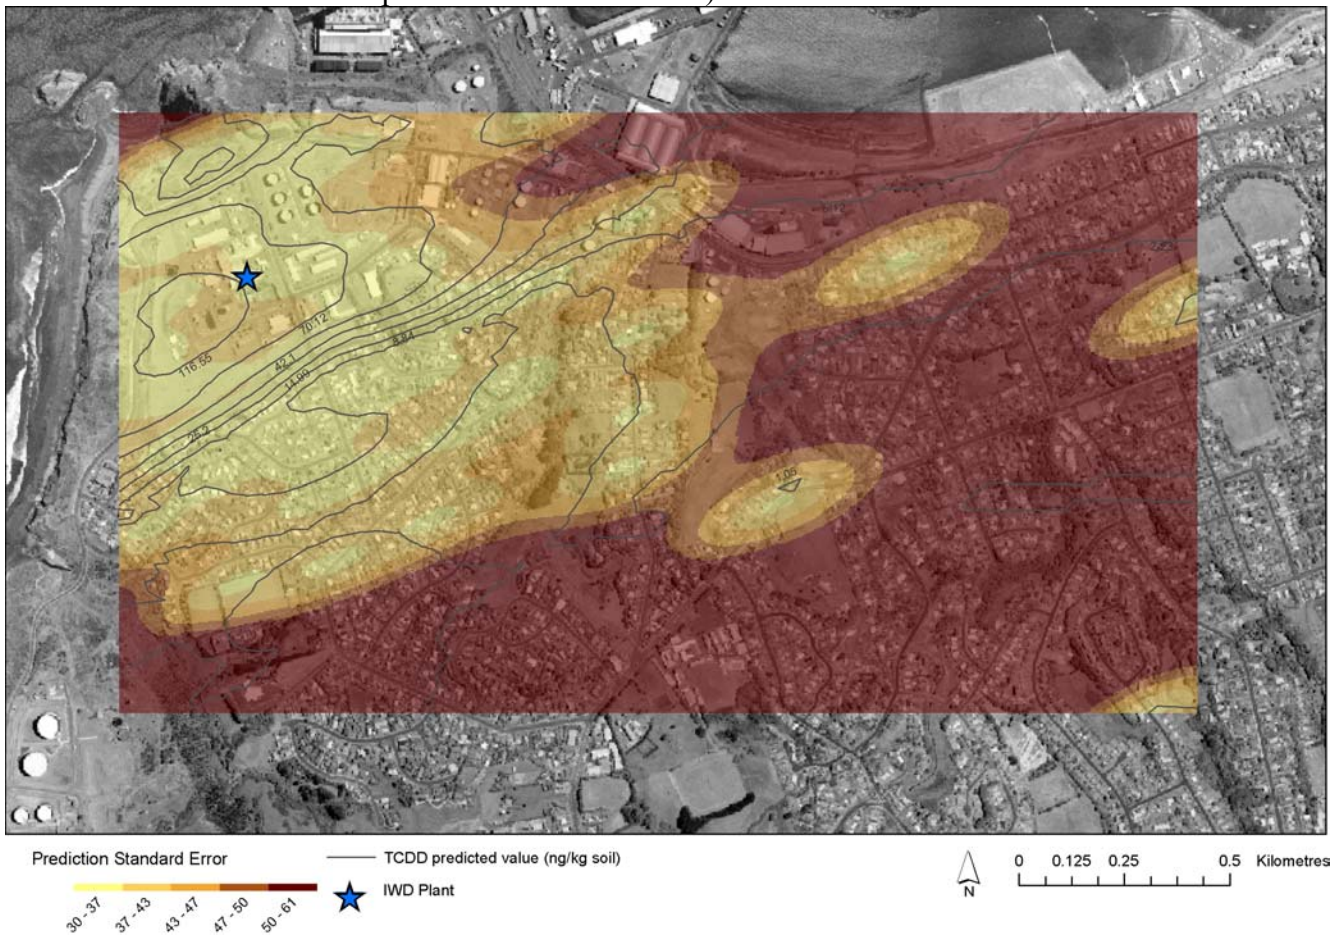 70.12
116.55
42.1
8.84
14.99
26.2
1.06
Prediction Standard Error
30 - 37
37 - 43
43 - 47
47 - 50
50 - 61
TCDD predicted value (ng/kg soil)
IWD Plant
N
0 0.125 0.25 0.5 Kilometres